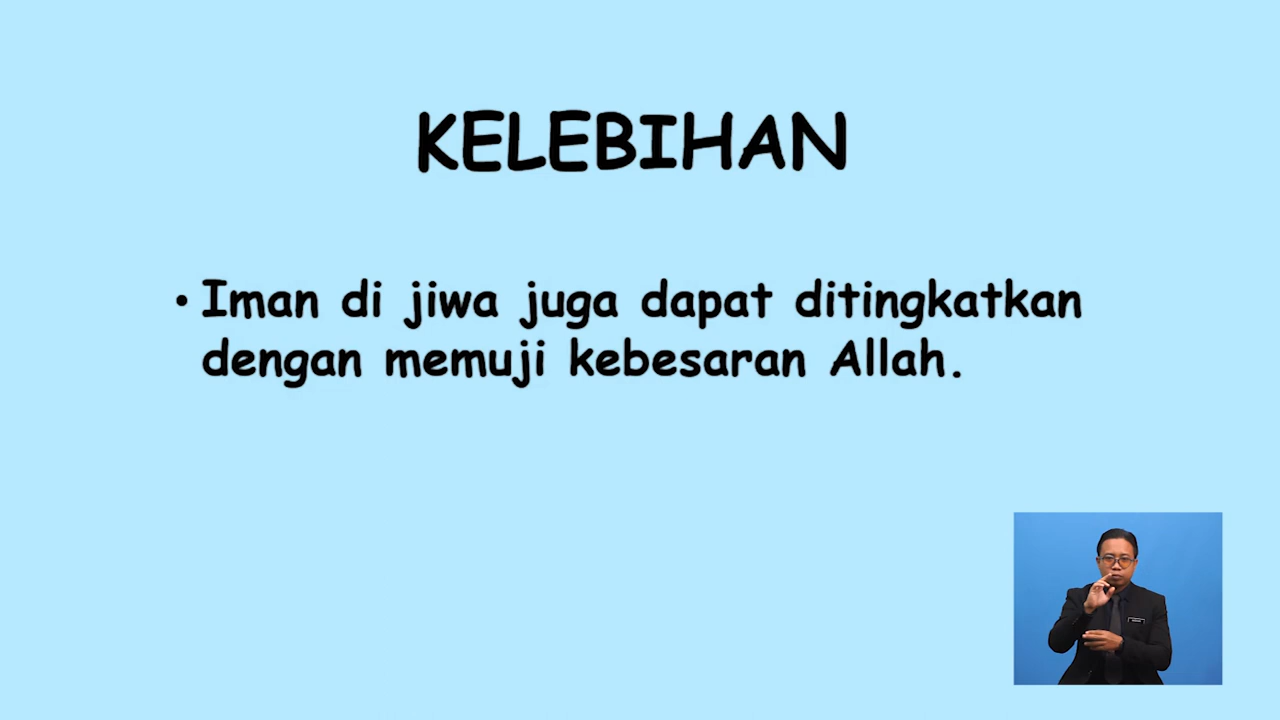 KELEBIHAN
• Iman di jiwa juga dapat ditingkatkan
dengan memuji kebesaran Allah.